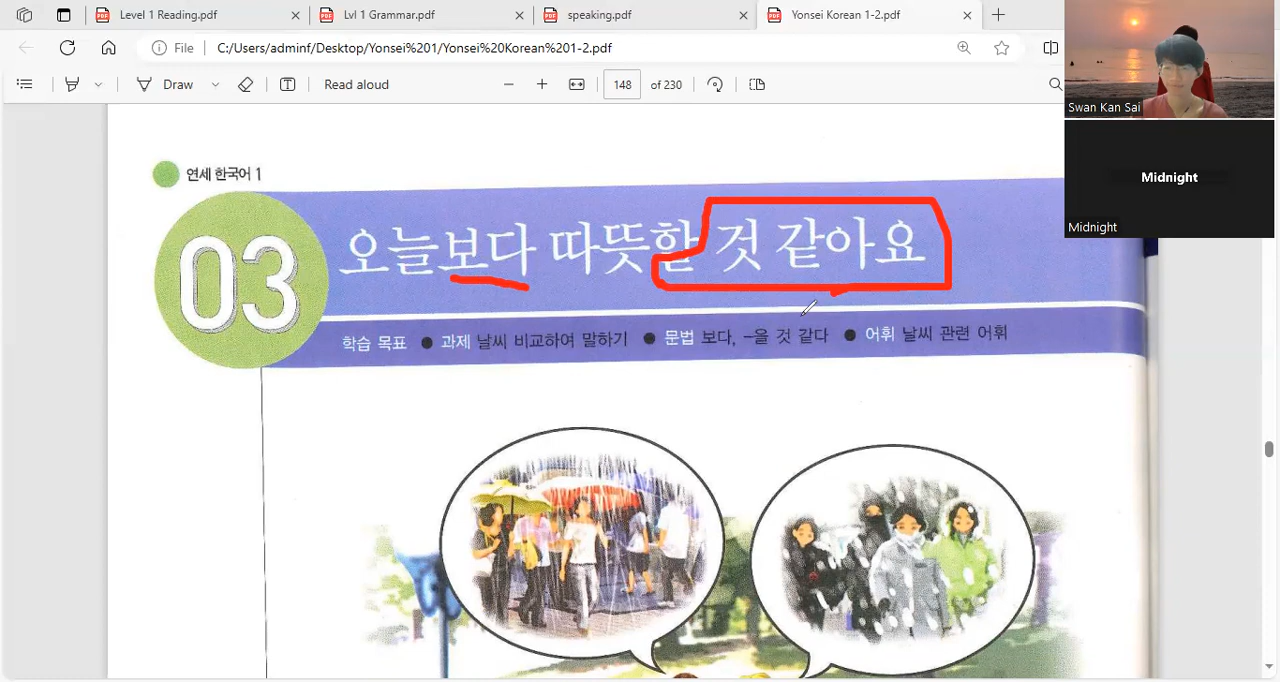 Level 1 Reading.pdf
Lvl 1 Grammar.pdf
speaking.pdf
Yonsei Korean 1-2.pdf
File
C:/Users/adminf/Desktop/Yonsei%201/Yonsei%20Korean%201-2.pdf
Draw
Read aloud
148 of 230
Swan Kan Sai
Midnight
Midnight
연세 한국어 1
03
오늘보다 따뜻할 것 같아요
학습 목표 ● 과제 날씨 비교하여 말하기 ● 문법 보다, -을 것 같다 ● 어휘 날씨 관련 어휘